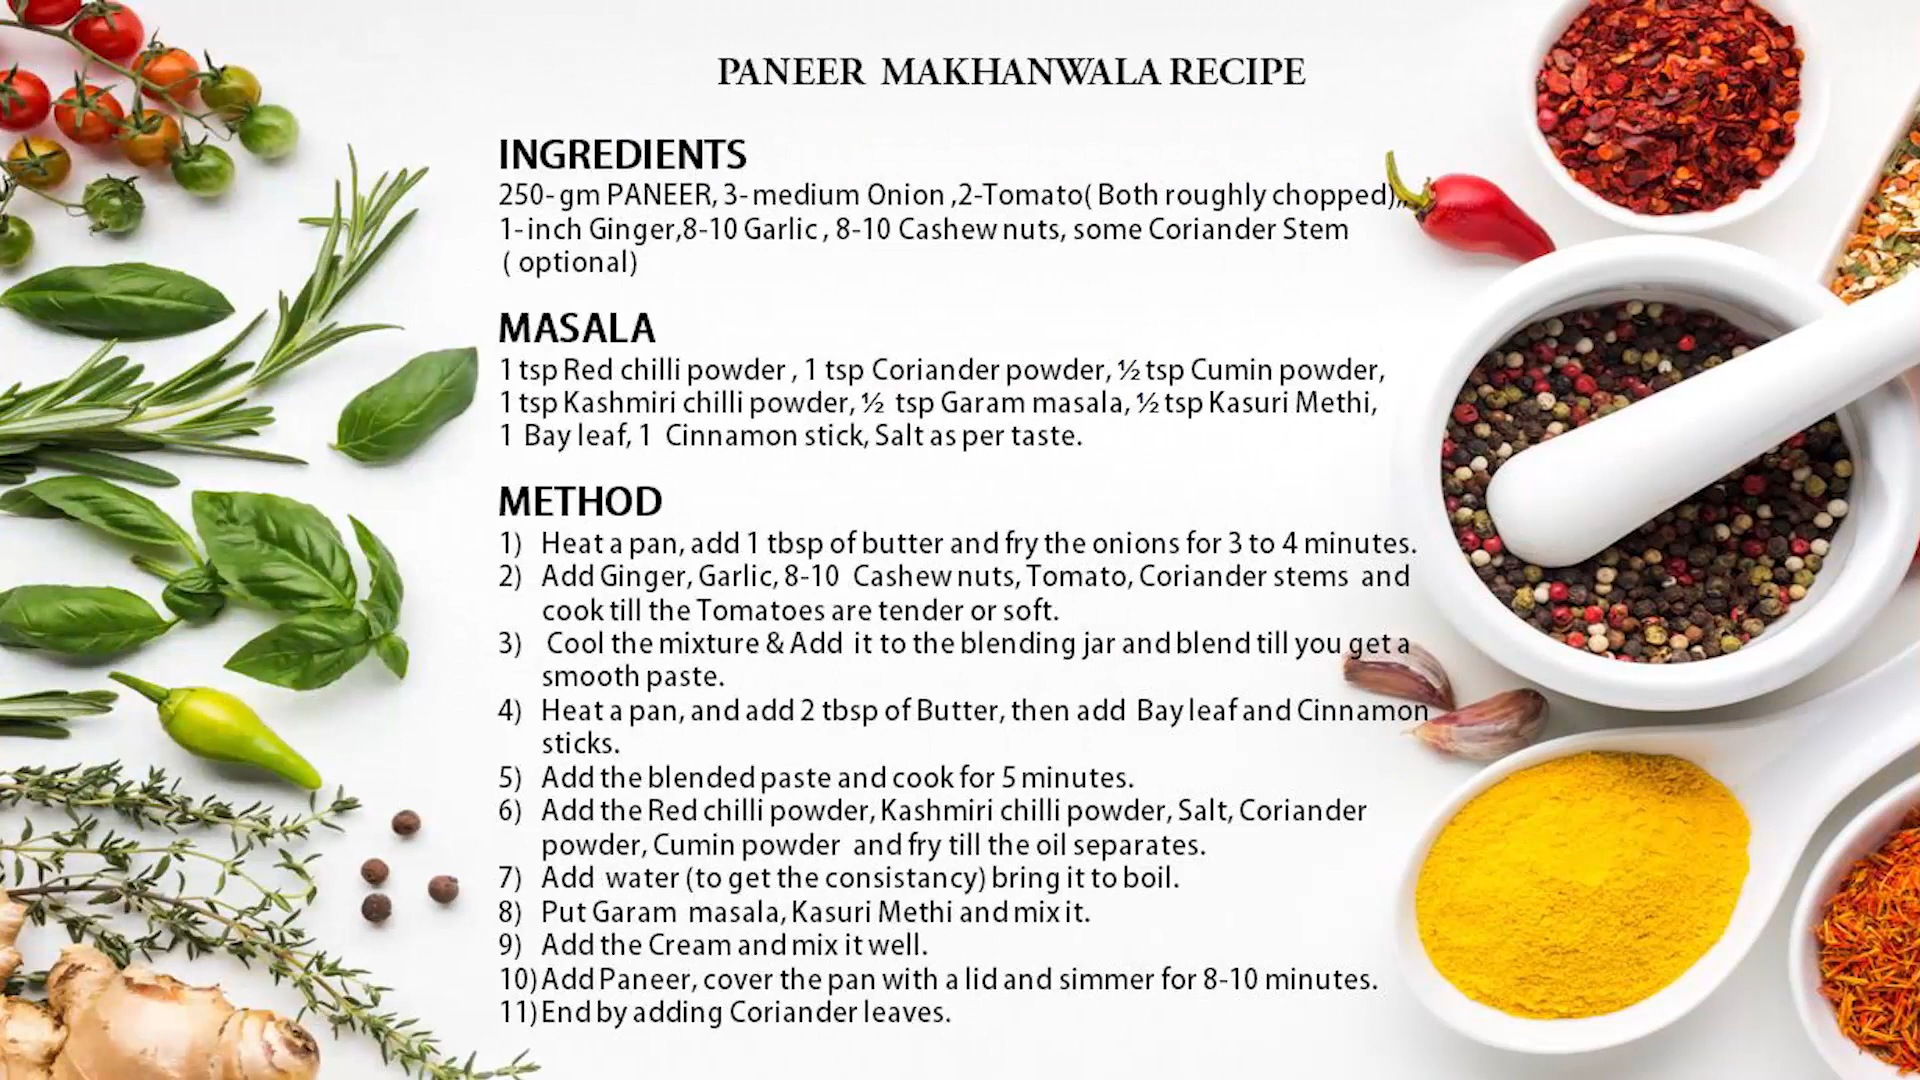 PANEER MAKHANWALA RECIPE
INGREDIENTS
250- gm PANEER, 3- medium Onion ,2-Tomato( Both roughly chopped),,
1- inch Ginger,8-10 Garlic , 8-10 Cashew nuts, some Coriander Stem
( optional)
MASALA
1 tsp Red chilli powder , 1 tsp Coriander powder, ½ tsp Cumin powder,
1 tsp Kashmiri chilli powder, ½ tsp Garam masala, ½ tsp Kasuri Methi,
1 Bay leaf, 1 Cinnamon stick, Salt as per taste.
METHOD
1) Heat a pan, add 1 tbsp of butter and fry the onions for 3 to 4 minutes.
2) Add Ginger, Garlic, 8-10 Cashew nuts, Tomato, Coriander stems and
cook till the Tomatoes are tender or soft.
3) Cool the mixture & Add it to the blending jar and blend till you get a
smooth paste.
4) Heat a pan, and add 2 tbsp of Butter, then add Bay leaf and Cinnamon
sticks.
5) Add the blended paste and cook for 5 minutes.
6) Add the Red chilli powder, Kashmiri chilli powder, Salt, Coriander
powder, Cumin powder and fry till the oil separates.
7) Add water (to get the consistancy) bring it to boil.
8) Put Garam masala, Kasuri Methi and mix it.
9) Add the Cream and mix it well.
10) Add Paneer, cover the pan with a lid and simmer for 8-10 minutes.
11) End by adding Coriander leaves.